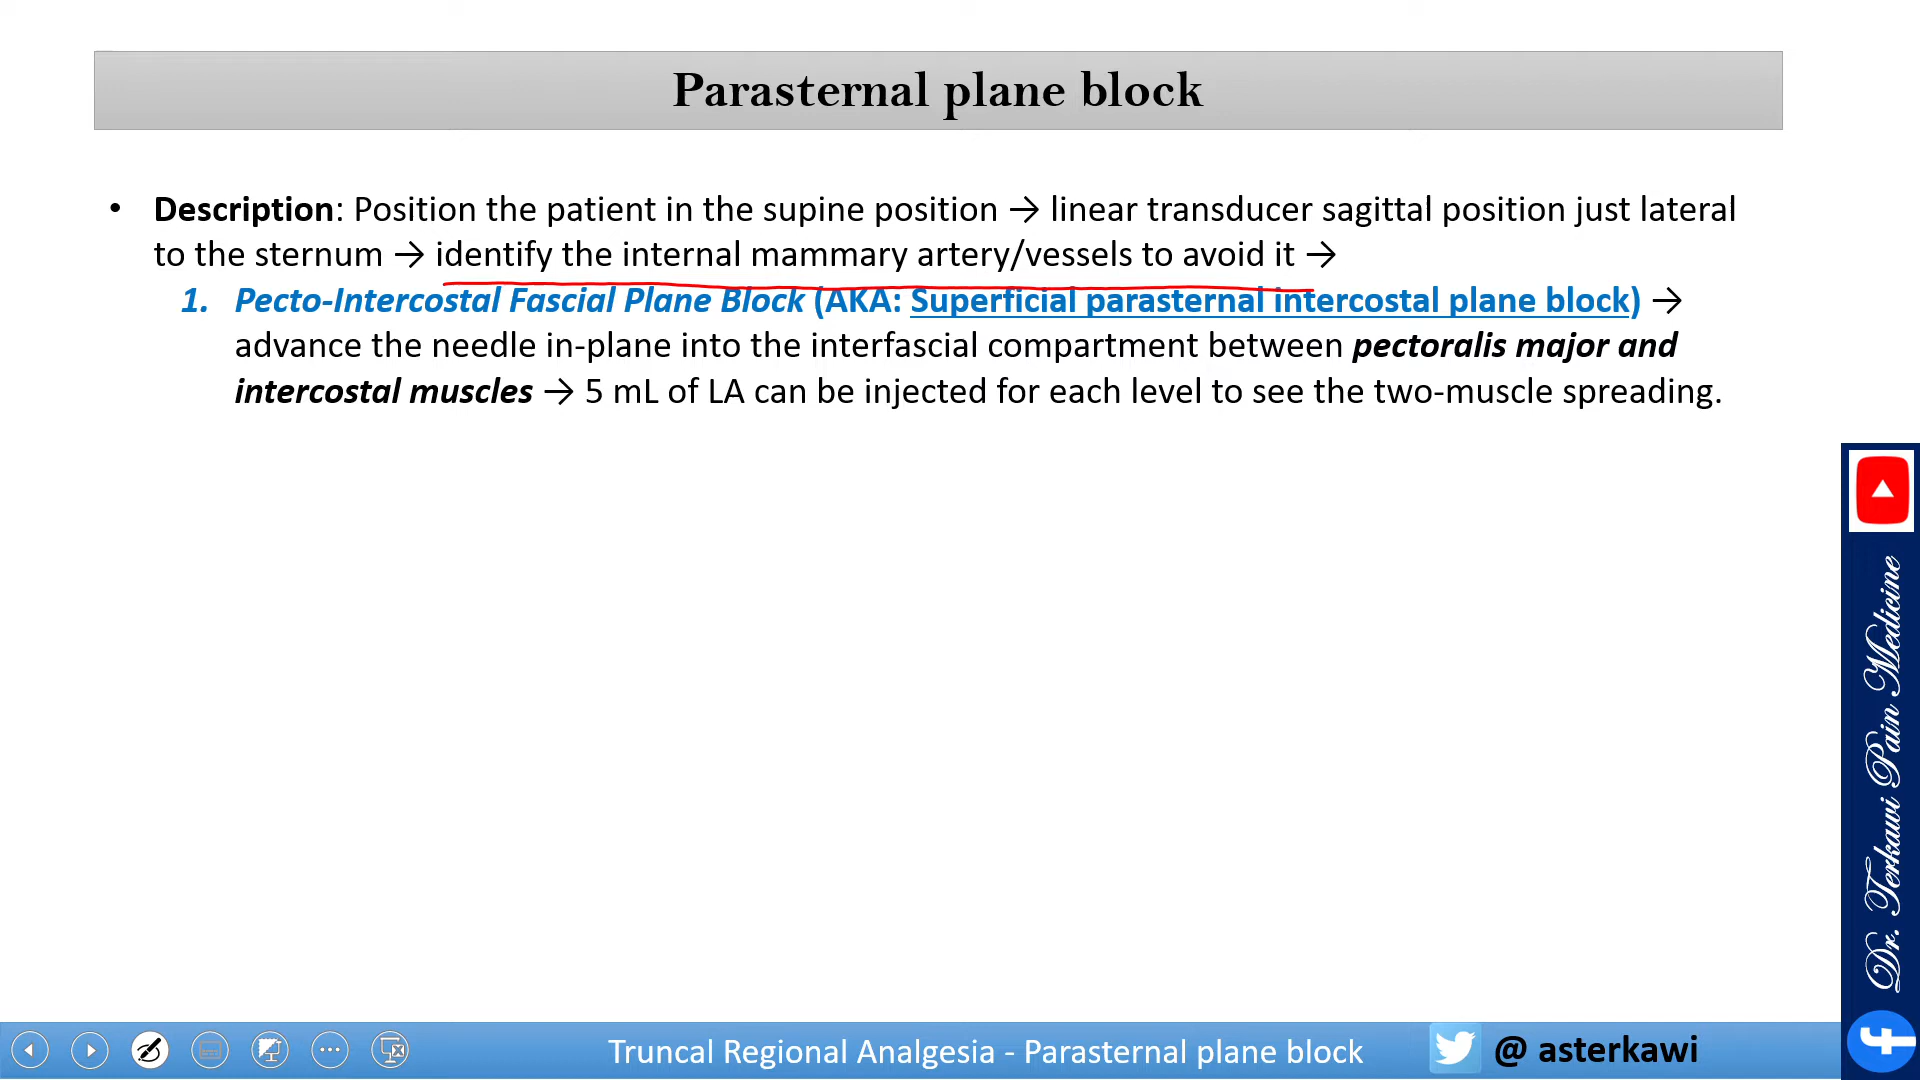 Parasternal plane block
• Description: Position the patient in the supine position → linear transducer sagittal position just lateral
to the sternum → identify the internal mammary artery/vessels to avoid it →
1. Pecto-Intercostal Fascial Plane Block (AKA: Superficial parasternal intercostal plane block) →
advance the needle in-plane into the interfascial compartment between pectoralis major and
intercostal muscles → 5 mL of LA can be injected for each level to see the two-muscle spreading.
Dr. Terkawi Pain Medicine
Truncal Regional Analgesia - Parasternal plane block
@ asterkawi